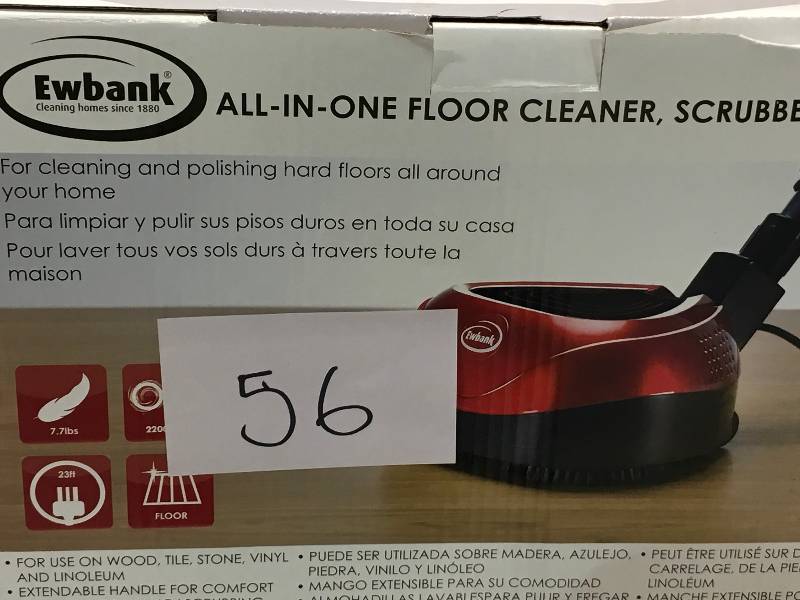 Ewbank®
Cleaning homes since 1880
ALL-IN-ONE FLOOR CLEANER,
For cleaning and polishing hard floors all around
your home
Para limpiar y pulir sus pisos duros en toda su casa
Pour laver tous vos sols durs à travers toute la
maison
Ewbank
56
7.7lbs
23ft
FLOOR
• FOR USE ON WOOD, TILE, STONE, VINYL
AND LINOLEUM
• EXTENDABLE HANDLE FOR COMFORT
• PUEDE SER UTILIZADA SOBRE MADERA, AZULEJO,
PIEDRA, VINILO Y LINÓLEO
• MANGO EXTENSIBLE PARA SU COMODIDAD
• ALMOHADILLAS LAVABLESPARA PULIR Y FREGAR
• PEUT ÊTRE UTILISÉ SUR
CARRELAGE, DE LA
LINOLÉUM
• MANCHE EXTENSIBLE